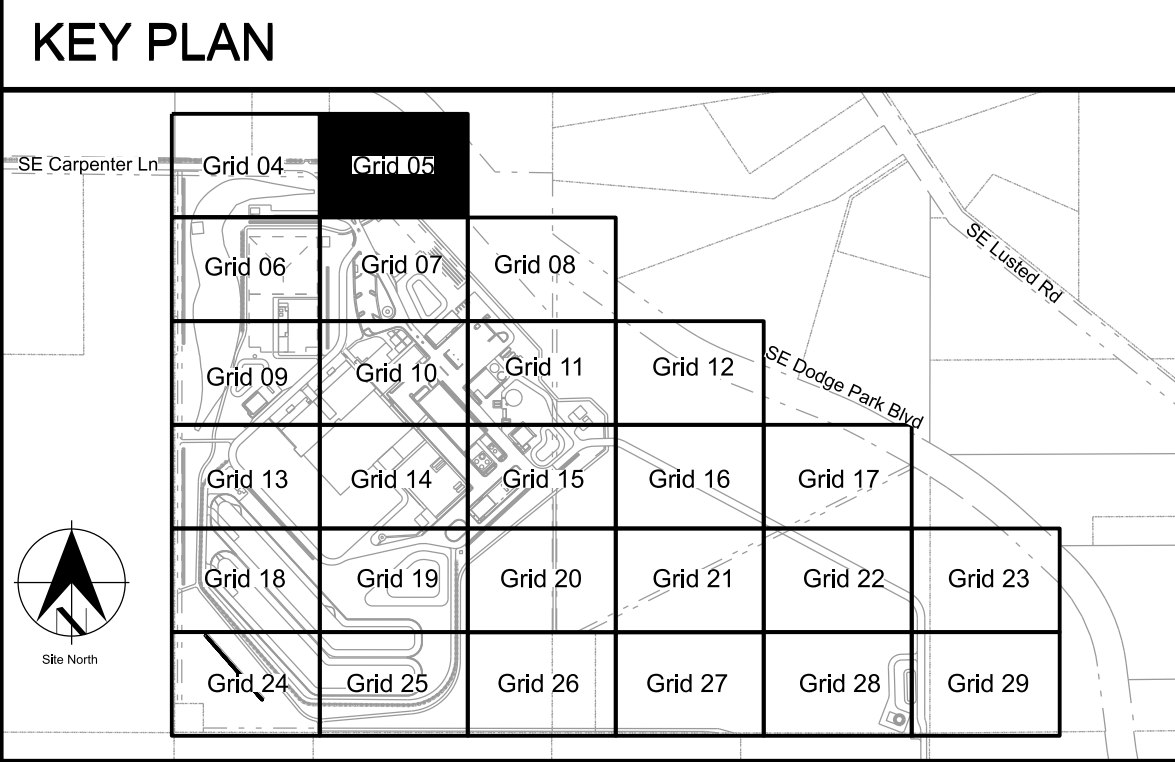 KEY PLAN
SE Carpenter Ln
Grid 04
Grid 05
Grid 06
Grid 07
Grid 08
SE Lusted Rd
Grid 09
Grid 10
Grid 11
Grid 12
SE Dodge Park Blvd
Grid 13
Grid 14
Grid 15
Grid 16
Grid 17
Grid 18
Grid 19
Grid 20
Grid 21
Grid 22
Grid 23
N
Site North
Grid 24
Grid 25
Grid 26
Grid 27
Grid 28
Grid 29